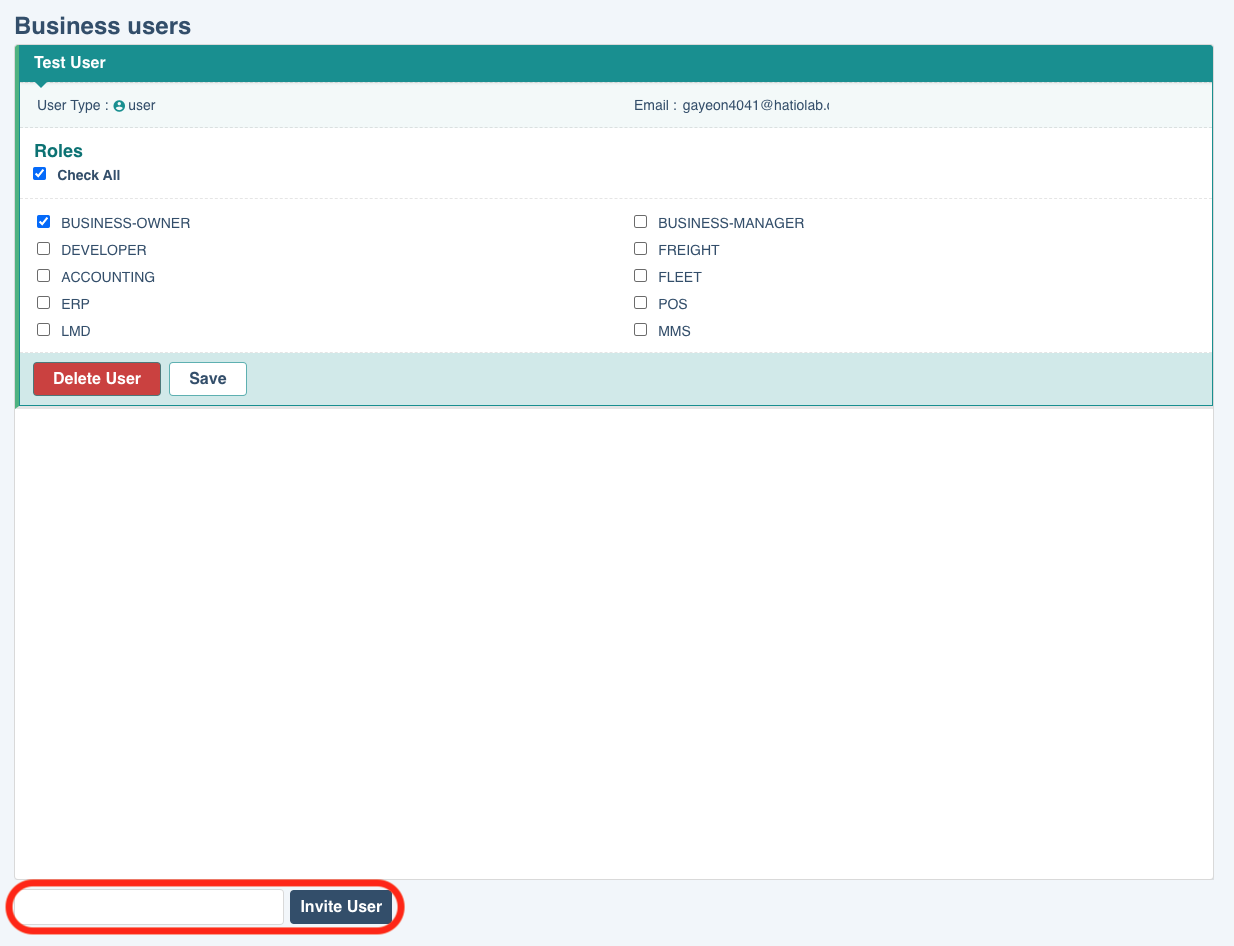 Business users
Test User
User Type : user
Email : gayeon4041@hatiolab.
Roles
Check All
BUSINESS-OWNER
BUSINESS-MANAGER
DEVELOPER
FREIGHT
ACCOUNTING
FLEET
ERP
POS
LMD
MMS
Delete User Save
Invite User